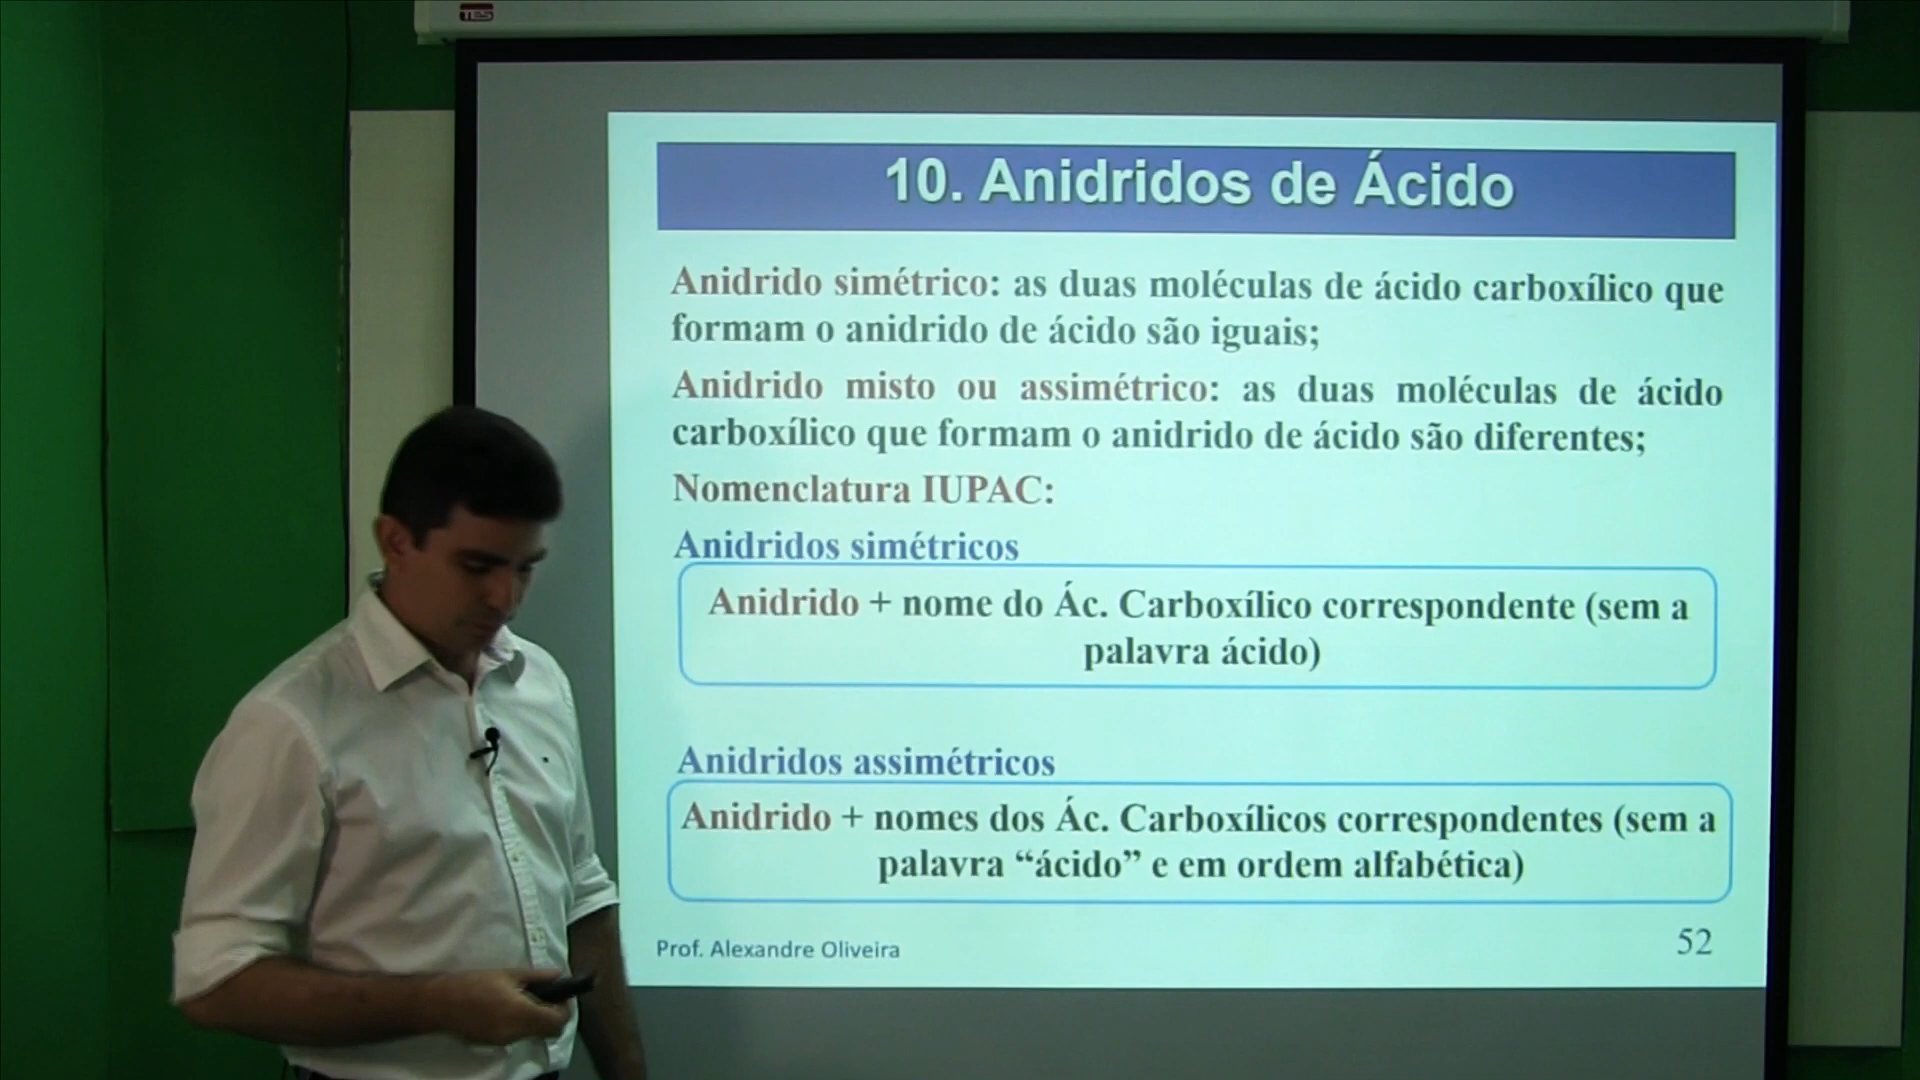 TES
10. Anidridos de Ácido
Anidrido simétrico: as duas moléculas de ácido carboxílico que
formam o anidrido de ácido são iguais;
Anidrido misto ou assimétrico: as duas moléculas de ácido
carboxílico que formam o anidrido de ácido são diferentes;
Nomenclatura IUPAC:
Anidridos simétricos
Anidrido + nome do Ác. Carboxílico correspondente (sem a
palavra ácido)
Anidridos assimétricos
Anidrido + nomes dos Ác. Carboxílicos correspondentes (sem a
palavra “ácido” e em ordem alfabética)
Prof. Alexandre Oliveira
52